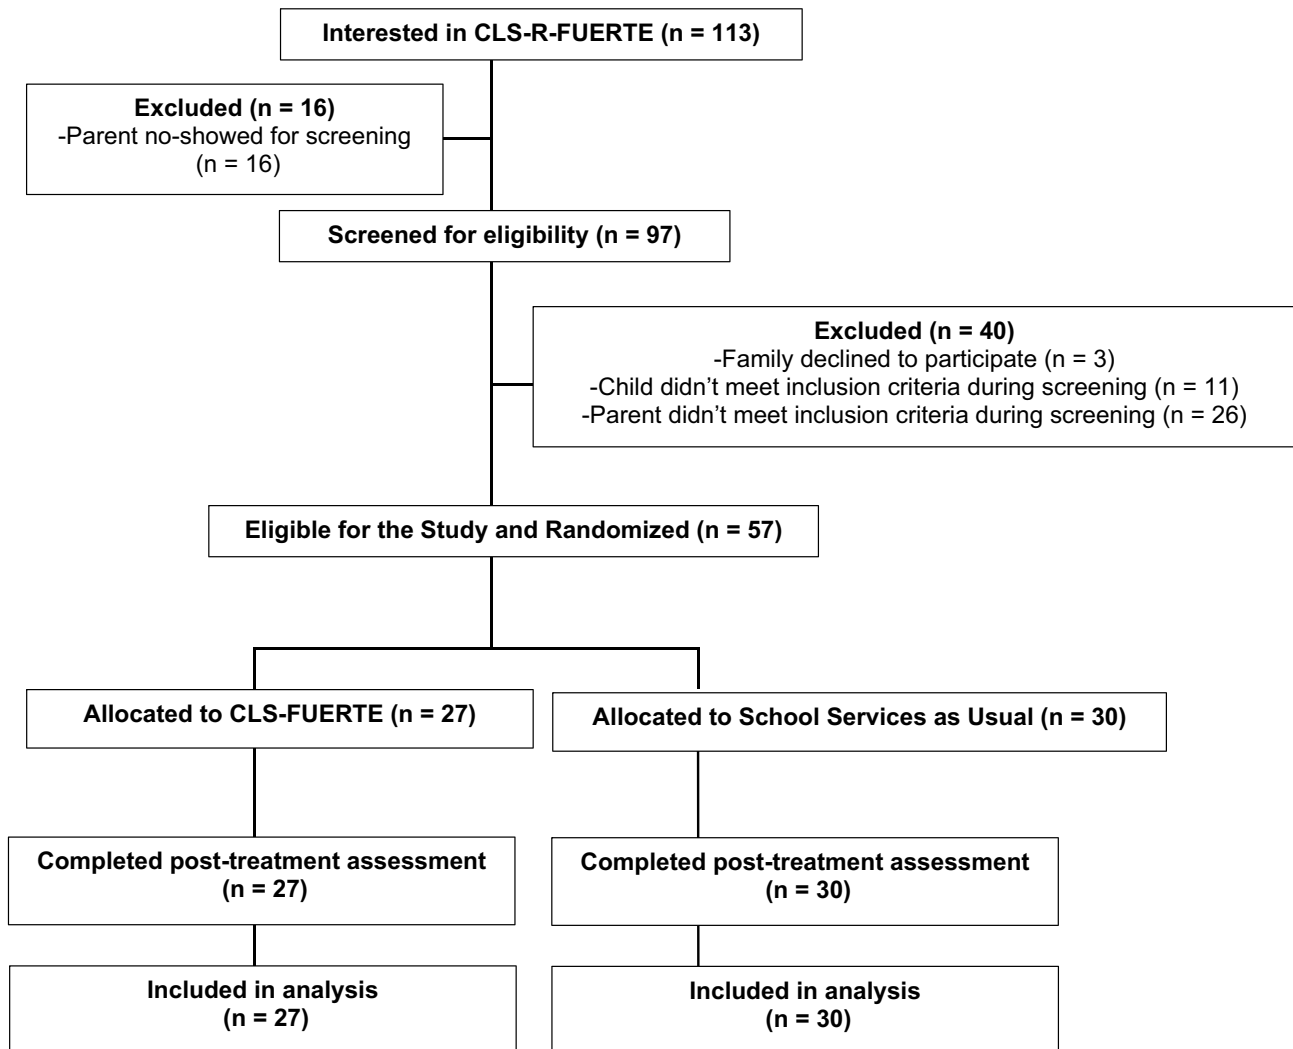 Interested in CLS-R-FUERTE (n = 113)
Excluded (n = 16)
-Parent no-showed for screening
(n = 16)
Screened for eligibility (n = 97)
Excluded (n = 40)
-Family declined to participate (n = 3)
-Child didn’t meet inclusion criteria during screening (n = 11)
-Parent didn’t meet inclusion criteria during screening (n = 26)
Eligible for the Study and Randomized (n = 57)
Allocated to CLS-FUERTE (n = 27)
Allocated to School Services as Usual (n = 30)
Completed post-treatment assessment
(n = 27)
Completed post-treatment assessment
(n = 30)
Included in analysis
(n = 27)
Included in analysis
(n = 30)